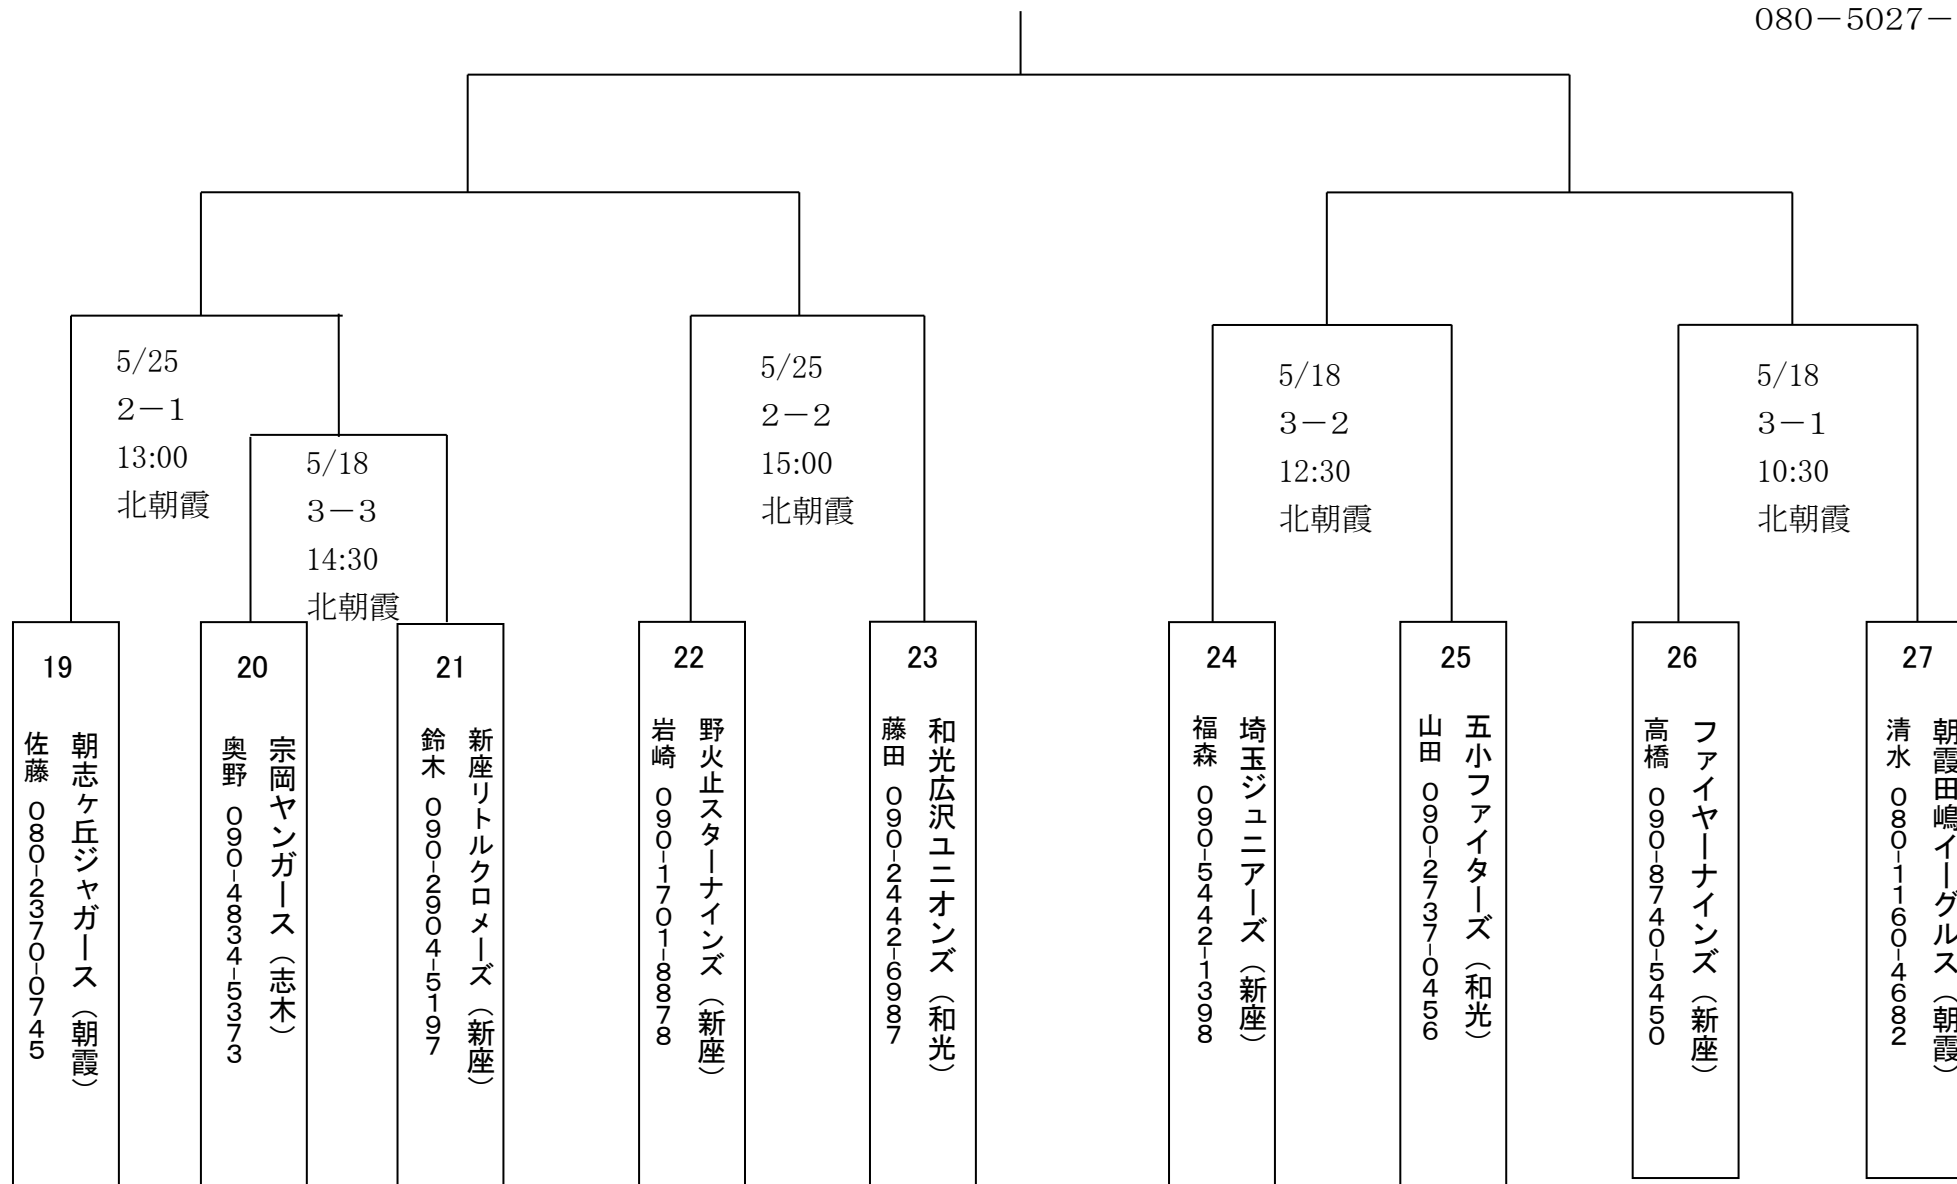 080－5027－
5/25
２－１
13:00
北朝霞
5/18
３－３
14:30
北朝霞
5/25
２－２
15:00
北朝霞
5/18
３－２
12:30
北朝霞
5/18
３－１
10:30
北朝霞
19
朝志ヶ丘ジャガース（朝霞）
佐藤 080-2370-0745
20
宗岡ヤンガース（志木）
奥野 090-4834-5373
21
新座リトルクロメーズ（新座）
鈴木 090-2904-5197
22
野火止スターナインズ（新座）
岩崎 090-1701-8878
23
和光広沢ユニオンズ（和光）
藤田 090-2442-6987
24
埼玉ジュニアーズ（新座）
福森 090-5442-1398
25
五小ファイターズ（和光）
山田 090-2737-0456
26
ファイヤーナインズ（新座）
高橋 090-8740-5450
27
朝霞田嶋イーグルス（朝霞）
清水 080-1160-4682